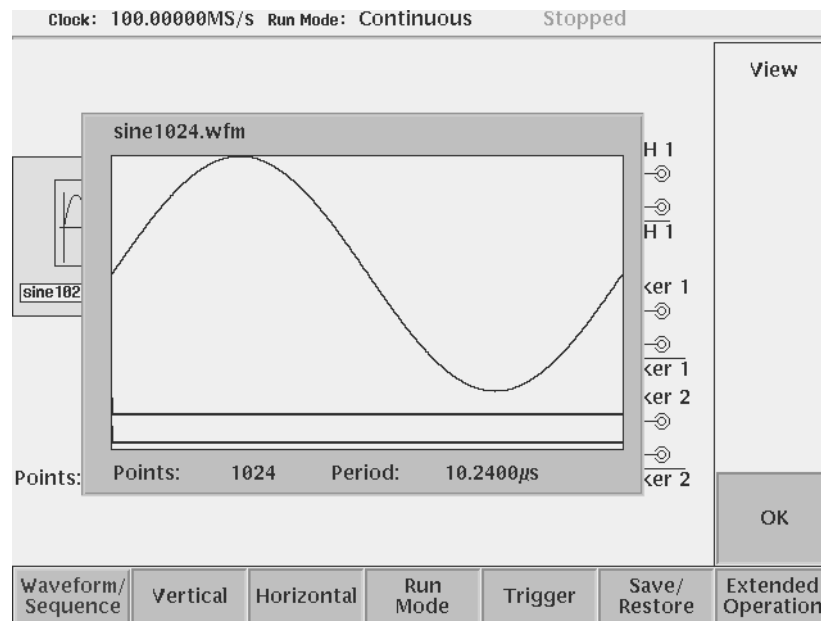 Clock: 100.00000MS/s Run Mode: Continuous Stopped
View
sine1024.wfm
H 1
H 1
sine102
ker 1
ker 1
ker 2
ker 2
Points:
Points: 1024 Period: 10.2400µs
OK
Waveform/
Sequence
Vertical
Horizontal
Run
Mode
Trigger
Save/
Restore
Extended
Operation